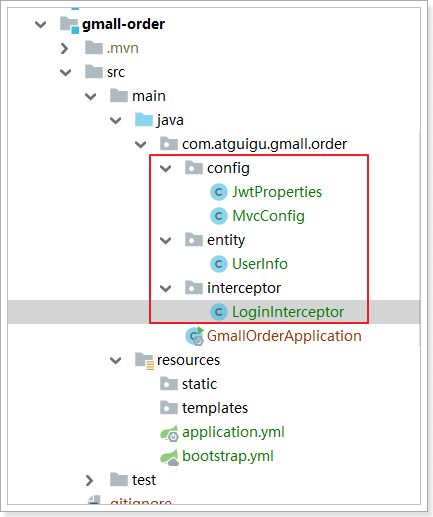 gmall-order
.mvn
src
main
java
com.atguigu.gmall.order
config
JwtProperties
MvcConfig
entity
UserInfo
interceptor
LoginInterceptor
GmallOrderApplication
resources
static
templates
application.yml
bootstrap.yml
test
.gitignore